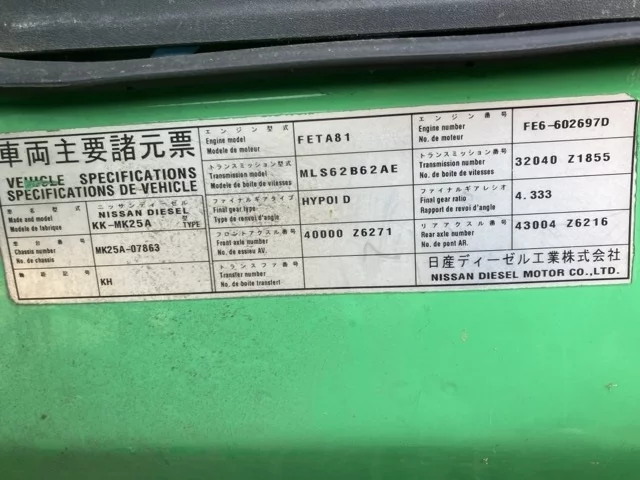 車両主要諸元票
VEHICLE SPECIFICATIONS
SPECIFICATIONS DE VEHICLE
車名型式
Make and model
Modele de fabrique
ニッサンディーゼル
NISSAN DIESEL
KK-MK25A
型
TYPE
車台番号
Chassis number
No. de chassis
MK25A-07863
KH
エンジン型式
Engine model
Modele de moteur
FETA81
トランスミッション型式
Transmission model
Modele de boite de vitesses
MLS62B62AE
ファイナルギアタイプ
Final gear type
Type de renvoi d'angle
HYPOID
フロントアクスル番号
Front axle number
No. de essieu AV.
40000 Z6271
トランスファ番号
Transfer number
No. de boite transfert
エンジン番号
Engine number
No. de moteur
FE6-602697D
トランスミッション番号
Transmission number
No. de boite de vitesses
32040 Z1855
ファイナルギアレシオ
Final gear ratio
Rapport de renvoi d'angle
4.333
リアアクスル番号
Rear axle number
No. de pont AR.
43004 Z6216
日産ディーゼル工業株式会社
NISSAN DIESEL MOTOR CO.,LTD.